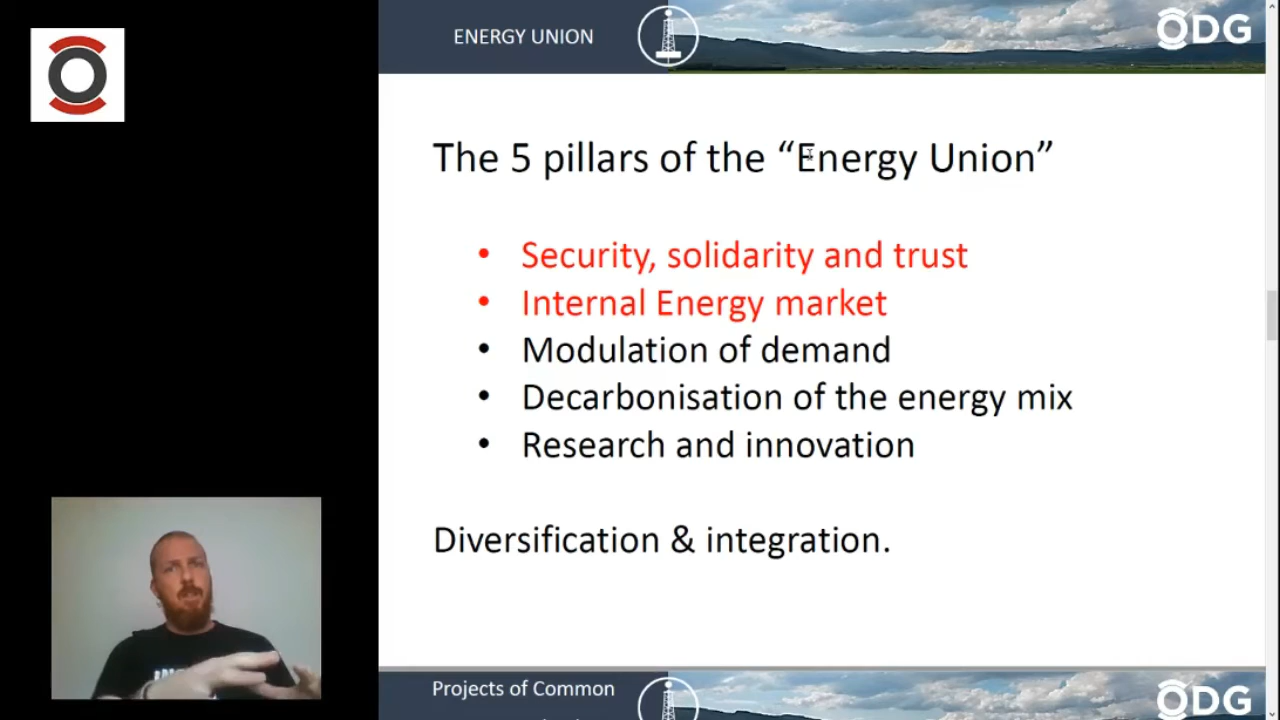 ENERGY UNION
ODG
The 5 pillars of the “Energy Union”
• Security, solidarity and trust
• Internal Energy market
• Modulation of demand
• Decarbonisation of the energy mix
• Research and innovation
Diversification & integration.
Projects of Common
ODG